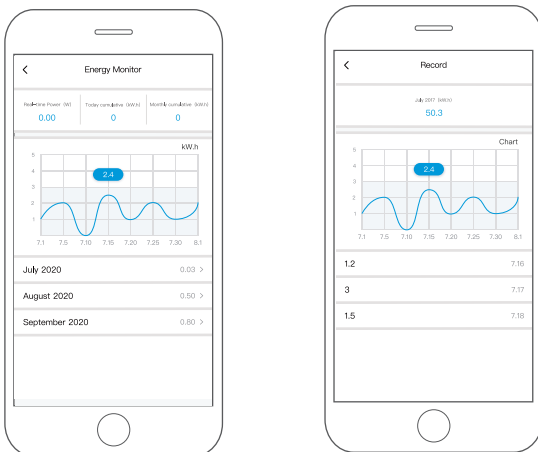 Energy Monitor
Real-time Power (W) Today cumulative (kW.h) Monthly cumulative (kW.h)
0.00 0 0
kW.h
5
4
2.4
3
2
1
7.1 7.5 7.10 7.15 7.20 7.25 7.30 8.1
July 2020 0.03
August 2020 0.50
September 2020 0.80
Record
July 2017 (kW.h)
50.3
Chart
5
4
2.4
3
2
1
7.1 7.5 7.10 7.15 7.20 7.25 7.30 8.1
1.2 7.16
3 7.17
1.5 7.18